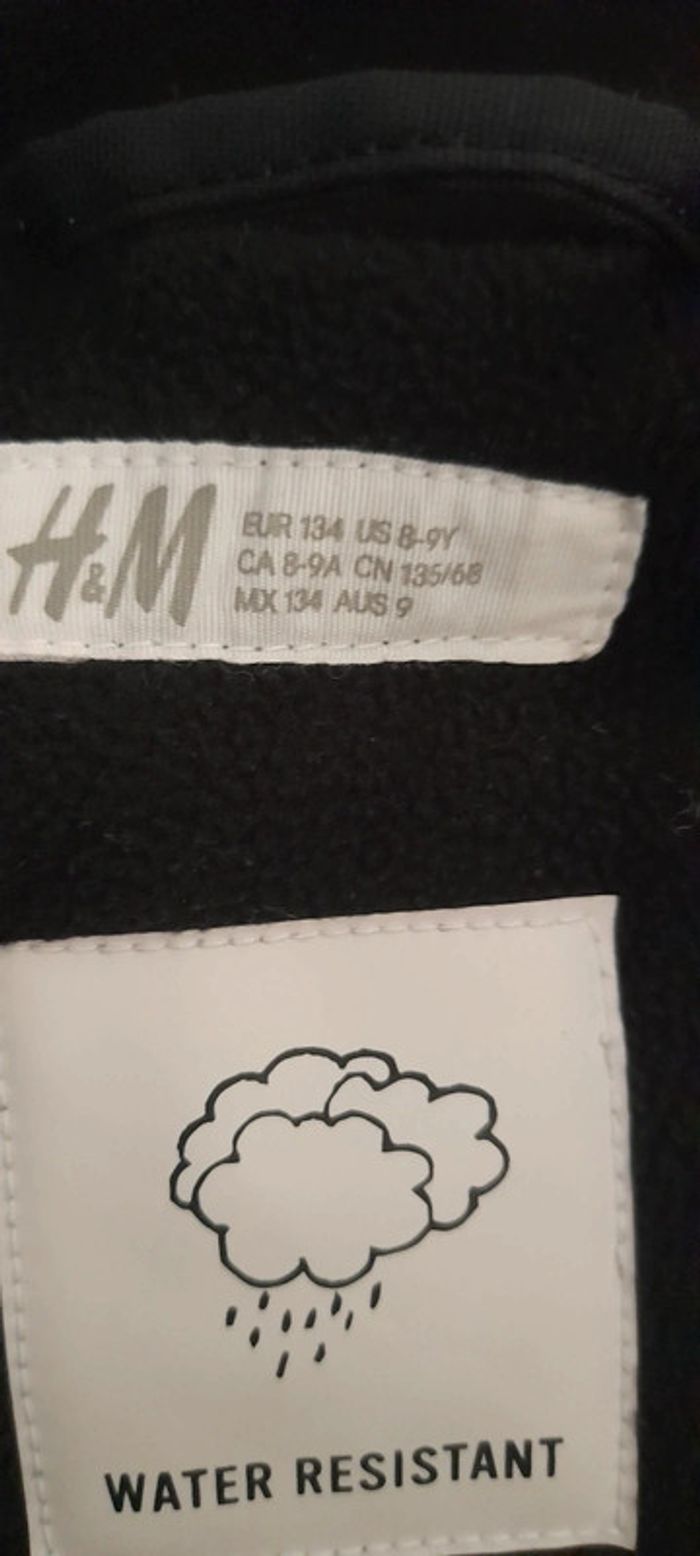 H&M
EUR 134 US 8-9Y
CA 8-9A CN 135/68
MX 134 AUS 9
WATER RESISTANT